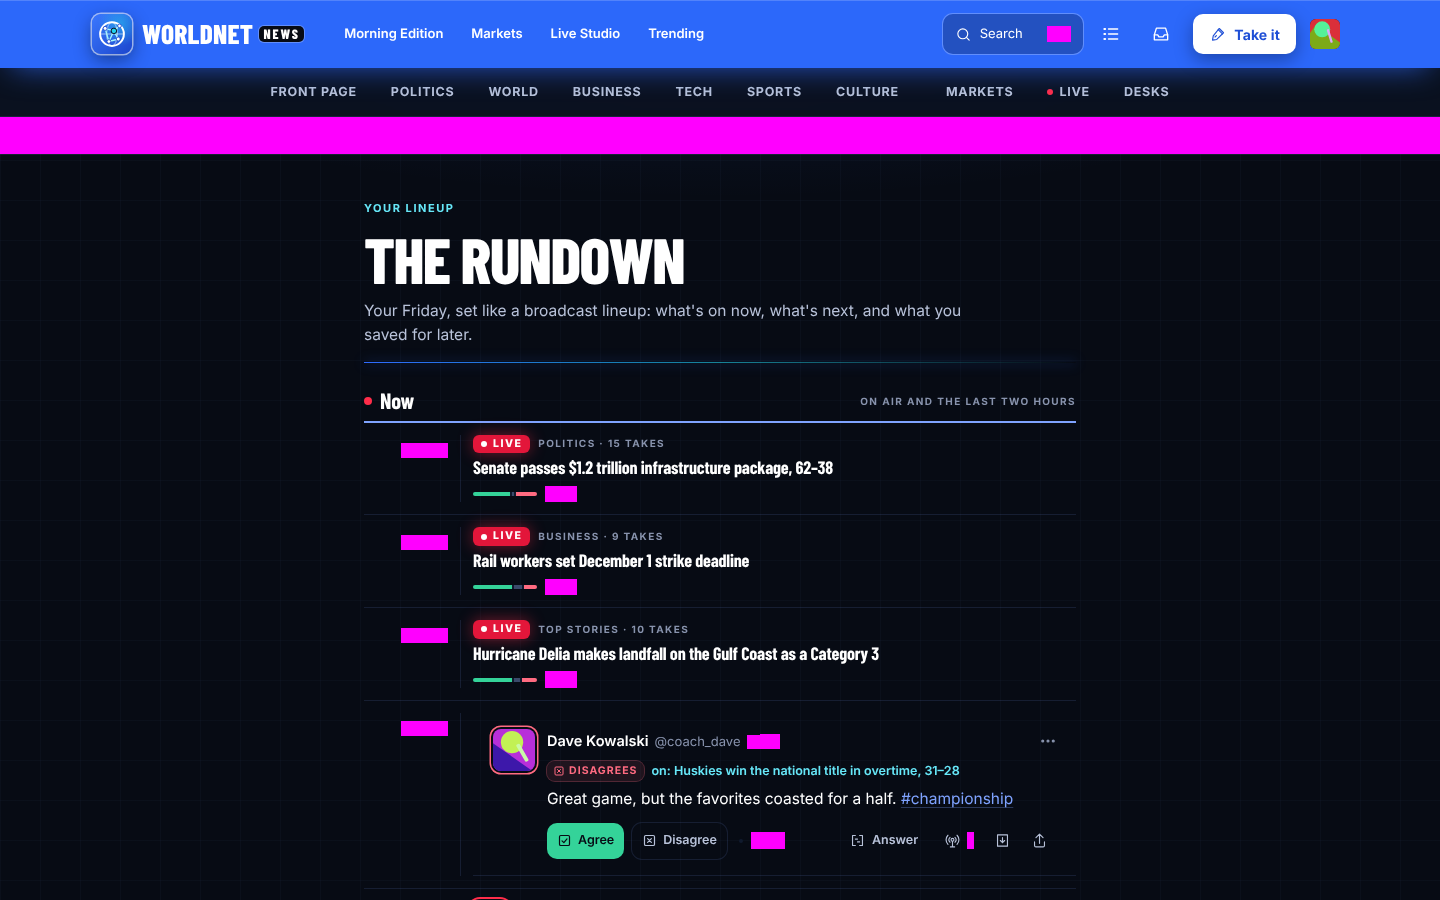 WORLDNET NEWS
Morning Edition
Markets
Live Studio
Trending
Search
Take it
FRONT PAGE
POLITICS
WORLD
BUSINESS
TECH
SPORTS
CULTURE
MARKETS
LIVE
DESKS
YOUR LINEUP
THE RUNDOWN
Your Friday, set like a broadcast lineup: what's on now, what's next, and what you
saved for later.
Now
ON AIR AND THE LAST TWO HOURS
LIVE POLITICS · 15 TAKES
Senate passes $1.2 trillion infrastructure package, 62–38
LIVE BUSINESS · 9 TAKES
Rail workers set December 1 strike deadline
LIVE TOP STORIES · 10 TAKES
Hurricane Delia makes landfall on the Gulf Coast as a Category 3
Dave Kowalski @coach_dave
DISAGREES on: Huskies win the national title in overtime, 31–28
Great game, but the favorites coasted for a half. #championship
Agree
Disagree
Answer